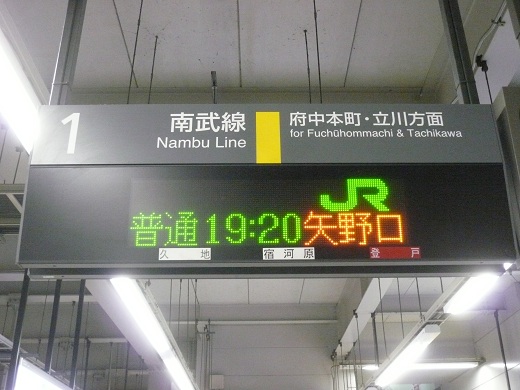 1 南武線 府中本町・立川方面
Nambu Line for Fuchūhommachi & Tachikawa
JR
普通 19:20 矢野口
久地 宿河原 登戸